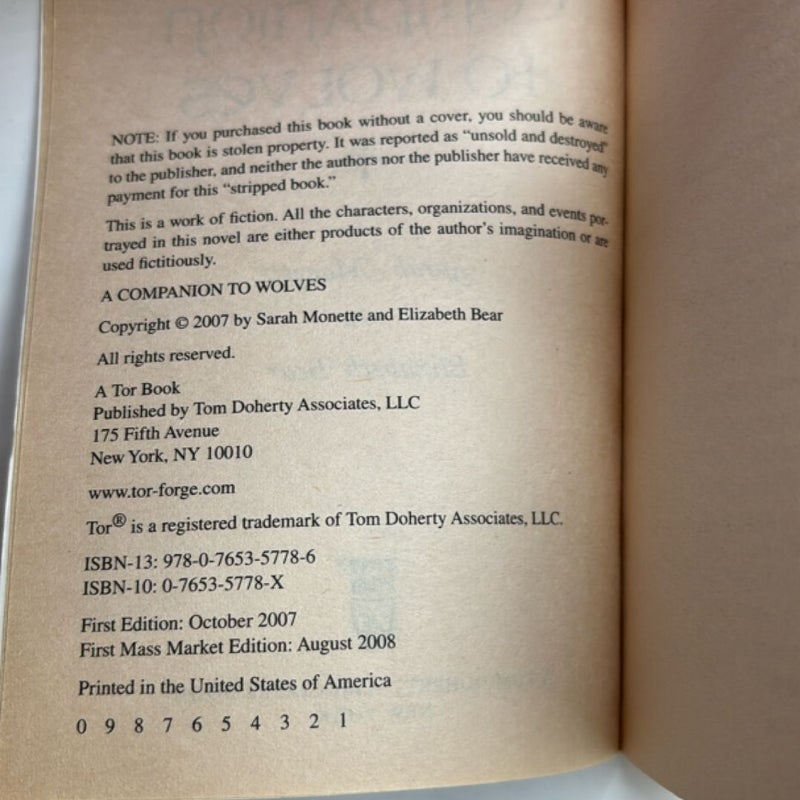 NOTE: If you purchased this book without a cover, you should be aware
that this book is stolen property. It was reported as “unsold and destroyed”
to the publisher, and neither the authors nor the publisher have received any
payment for this “stripped book.”
This is a work of fiction. All the characters, organizations, and events por-
trayed in this novel are either products of the author’s imagination or are
used fictitiously.
A COMPANION TO WOLVES
Copyright © 2007 by Sarah Monette and Elizabeth Bear
All rights reserved.
A Tor Book
Published by Tom Doherty Associates, LLC
175 Fifth Avenue
New York, NY 10010
www.tor-forge.com
Tor® is a registered trademark of Tom Doherty Associates, LLC.
ISBN-13: 978-0-7653-5778-6
ISBN-10: 0-7653-5778-X
First Edition: October 2007
First Mass Market Edition: August 2008
Printed in the United States of America
0 9 8 7 6 5 4 3 2 1